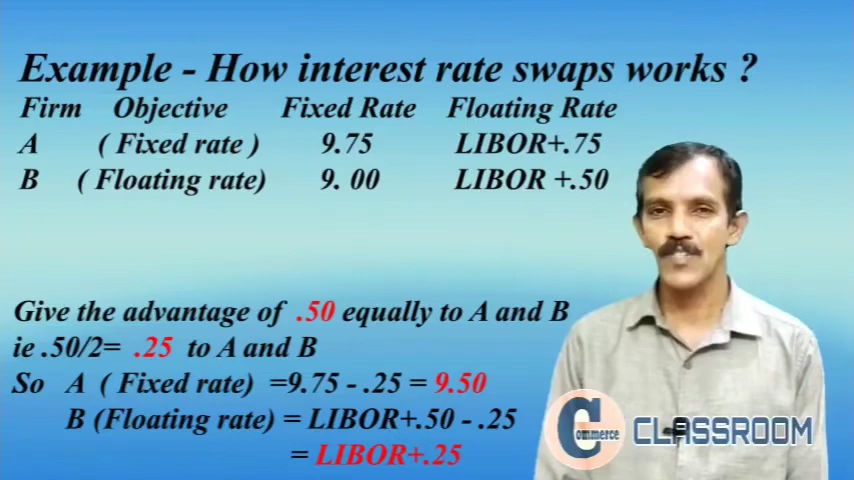 Example - How interest rate swaps works ?
Firm Objective Fixed Rate Floating Rate
A ( Fixed rate ) 9.75 LIBOR+.75
B ( Floating rate) 9. 00 LIBOR +.50
Give the advantage of .50 equally to A and B
ie .50/2= .25 to A and B
So A ( Fixed rate) =9.75 - .25 = 9.50
B (Floating rate) = LIBOR+.50 - .25
= LIBOR+.25
Commerce CLASSROOM